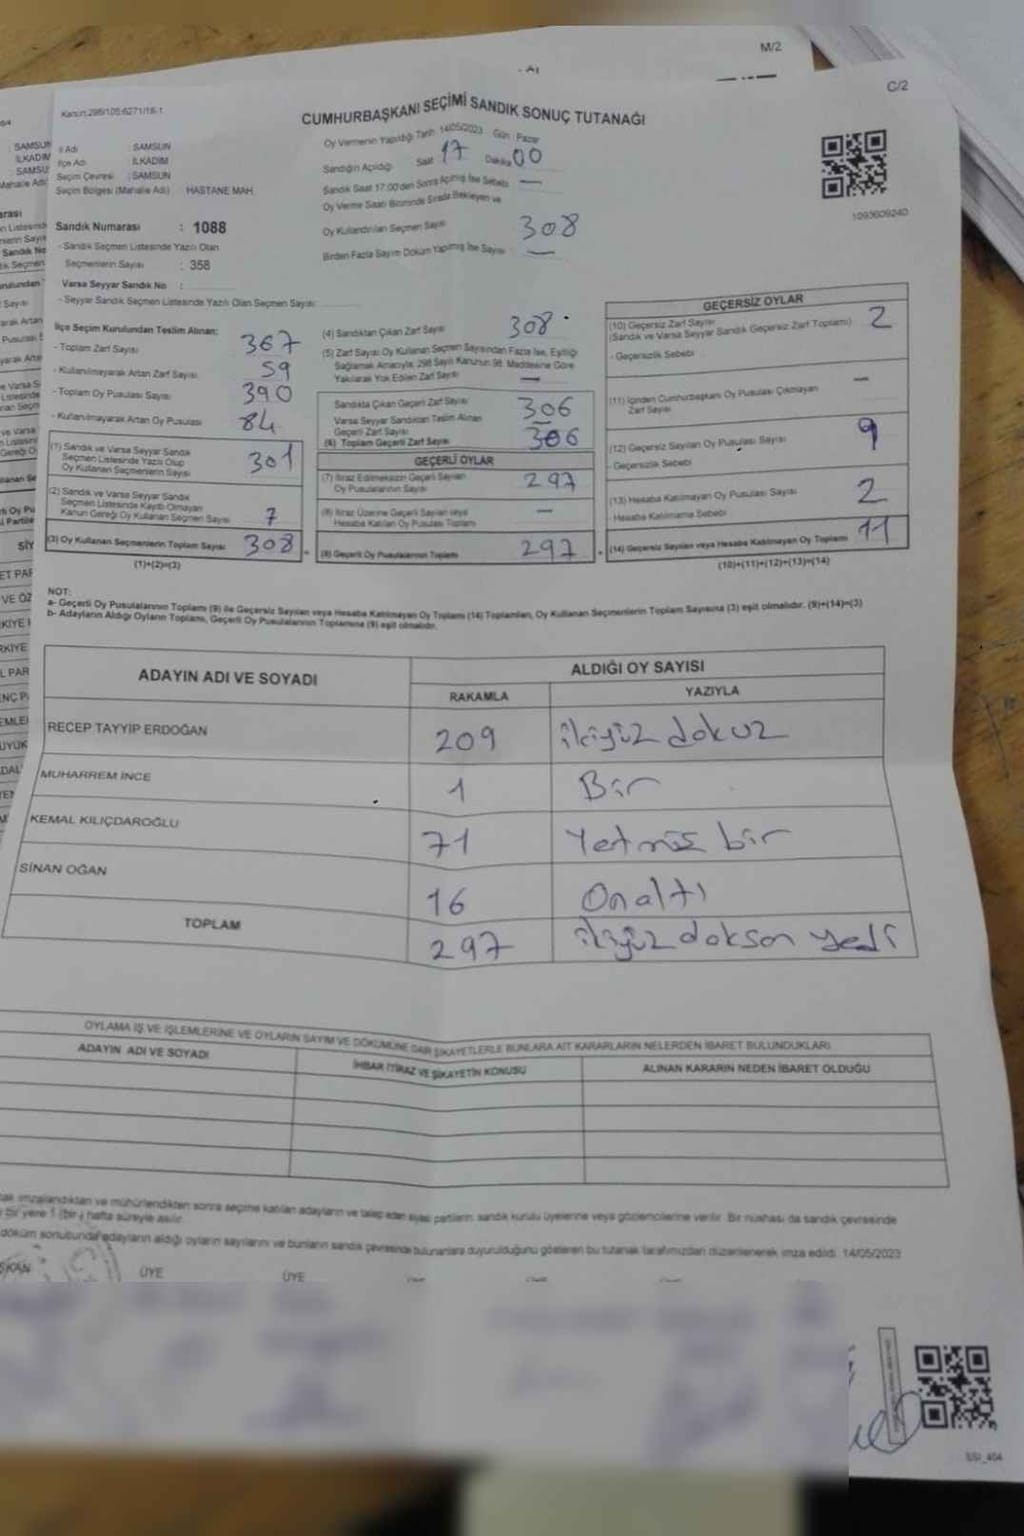 M/2
C/2
Kanun:298/105-6271/16-1
CUMHURBAŞKANI SEÇİMİ SANDIK SONUÇ TUTANAĞI
İl Adı : SAMSUN
İlçe Adı : İLKADIM
Seçim Çevresi : SAMSUN
Seçim Bölgesi (Mahalle Adı) HASTANE MAH.
Sandık Numarası : 1088
- Sandık Seçmen Listesinde Yazılı Olan
Seçmenlerin Sayısı : 358
Varsa Seyyar Sandık No :
- Seyyar Sandık Seçmen Listesinde Yazılı Olan Seçmen Sayısı:
Oy Vermenin Yapıldığı Tarih 14/05/2023 Gün : Pazar
Sandığın Açıldığı Saat 17 Dakika 00
Sandık Saat 17:00'den Sonra Açılmış İse Sebebi —
Oy Verme Saati Bitiminde Sırada Bekleyen ve
Oy Kullandırılan Seçmen Sayısı 308
Birden Fazla Sayım Döküm Yapılmış İse Sayısı —
1093609240
İlçe Seçim Kurulundan Teslim Alınan:
- Toplam Zarf Sayısı 367
- Kullanılmayarak Artan Zarf Sayısı 59
- Toplam Oy Pusulası Sayısı 390
- Kullanılmayarak Artan Oy Pusulası 84
(1) Sandık ve Varsa Seyyar Sandık
Seçmen Listesinde Yazılı Olup
Oy Kullanan Seçmenlerin Sayısı 301
(2) Sandık ve Varsa Seyyar Sandık
Seçmen Listesinde Kayıtlı Olmayan
Kanun Gereği Oy Kullanan Seçmen Sayısı 7
(3) Oy Kullanan Seçmenlerin Toplam Sayısı 308
(1)+(2)=(3)
(4) Sandıktan Çıkan Zarf Sayısı 308
(5) Zarf Sayısı Oy Kullanan Seçmen Sayısından Fazla İse, Eşitliği
Sağlamak Amacıyla; 298 Sayılı Kanunun 98. Maddesine Göre
Yakılarak Yok Edilen Zarf Sayısı —
Sandıkta Çıkan Geçerli Zarf Sayısı 306
Varsa Seyyar Sandıktan Teslim Alınan
Geçerli Zarf Sayısı —
(6) Toplam Geçerli Zarf Sayısı 306
GEÇERLİ OYLAR
(7) İtiraz Edilmeksizin Geçerli Sayılan
Oy Pusulalarının Sayısı 297
(8) İtiraz Üzerine Geçerli Sayılan veya
Hesaba Katılan Oy Pusulası Toplamı —
(9) Geçerli Oy Pusulalarının Toplamı 297
GEÇERSİZ OYLAR
(10) Geçersiz Zarf Sayısı 2
(Sandık ve Varsa Seyyar Sandık Geçersiz Zarf Toplamı)
- Geçersizlik Sebebi
(11) İçinden Cumhurbaşkanı Oy Pusulası Çıkmayan
Zarf Sayısı —
(12) Geçersiz Sayılan Oy Pusulası Sayısı 9
- Geçersizlik Sebebi
(13) Hesaba Katılmayan Oy Pusulası Sayısı 2
- Hesaba Katılmama Sebebi
(14) Geçersiz Sayılan veya Hesaba Katılmayan Oy Toplamı 11
(10)+(11)+(12)+(13)=(14)
NOT:
a- Geçerli Oy Pusulalarının Toplamı (9) ile Geçersiz Sayılan veya Hesaba Katılmayan Oy Toplamı (14) Toplamları, Oy Kullanan Seçmenlerin Toplam Sayısına (3) eşit olmalıdır. (9)+(14)=(3)
b- Adayların Aldığı Oyların Toplamı, Geçerli Oy Pusulalarının Toplamına (9) eşit olmalıdır.
ADAYIN ADI VE SOYADI ALDIĞI OY SAYISI
RAKAMLA YAZIYLA
RECEP TAYYİP ERDOĞAN 209 ikiyüz dokuz
MUHARREM İNCE 1 Bir
KEMAL KILIÇDAROĞLU 71 Yetmiş bir
SİNAN OĞAN 16 Onaltı
TOPLAM 297 ikiyüz dokson yedi
OYLAMA İŞ VE İŞLEMLERİNE VE OYLARIN SAYIM VE DÖKÜMÜNE DAİR ŞİKAYETLERLE BUNLARA AİT KARARLARIN NELERDEN İBARET BULUNDUKLARI
ADAYIN ADI VE SOYADI İHBAR İTİRAZ VE ŞİKAYETİN KONUSU ALINAN KARARIN NEDEN İBARET OLDUĞU
imzalandıktan ve mühürlendikten sonra seçime katılan adayların ve talep eden siyasi partilerin sandık kurulu üyelerine veya gözlemcilerine verilir. Bir nüshası da sandık çevresinde
bir yere 1 (bir) hafta süreyle asılır.
döküm sonucunda adayların aldığı oyların sayılarını ve bunların sandık çevresinde bulunanlara duyurulduğunu gösteren bu tutanak tarafımızdan düzenlenerek imza edildi. 14/05/2023
ÜYE ÜYE